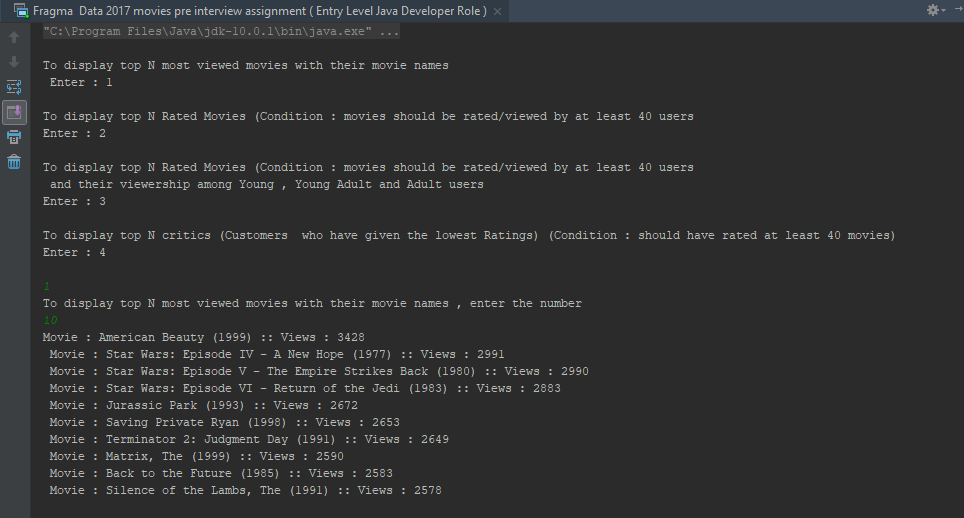 Fragma Data 2017 movies pre interview assignment ( Entry Level Java Developer Role ) ×
"C:\Program Files\Java\jdk-10.0.1\bin\java.exe" ...
To display top N most viewed movies with their movie names
Enter : 1
To display top N Rated Movies (Condition : movies should be rated/viewed by at least 40 users
Enter : 2
To display top N Rated Movies (Condition : movies should be rated/viewed by at least 40 users
and their viewership among Young , Young Adult and Adult users
Enter : 3
To display top N critics (Customers  who have given the lowest Ratings) (Condition : should have rated at least 40 movies)
Enter : 4
1
To display top N most viewed movies with their movie names , enter the number
10
Movie : American Beauty (1999) :: Views : 3428
Movie : Star Wars: Episode IV - A New Hope (1977) :: Views : 2991
Movie : Star Wars: Episode V - The Empire Strikes Back (1980) :: Views : 2990
Movie : Star Wars: Episode VI - Return of the Jedi (1983) :: Views : 2883
Movie : Jurassic Park (1993) :: Views : 2672
Movie : Saving Private Ryan (1998) :: Views : 2653
Movie : Terminator 2: Judgment Day (1991) :: Views : 2649
Movie : Matrix, The (1999) :: Views : 2590
Movie : Back to the Future (1985) :: Views : 2583
Movie : Silence of the Lambs, The (1991) :: Views : 2578